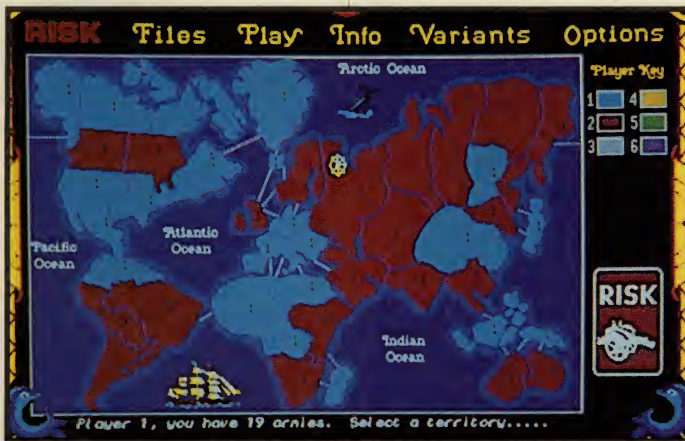 RISK Files Play Info Variants Options
Arctic Ocean
Player Key
1 4
2 5
3 6
Atlantic
Ocean
Pacific
Ocean
RISK
Indian
Ocean
Player 1, you have 19 armies. Select a territory.....